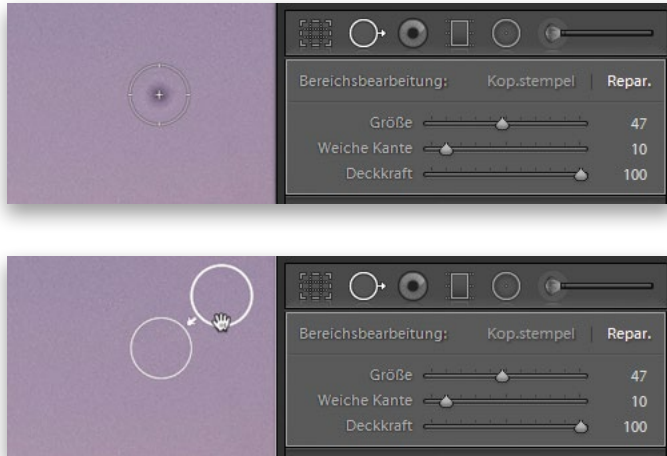 Bereichsbearbeitung: Kop.stempel | Repar.
Größe 47
Weiche Kante 10
Deckkraft 100
Bereichsbearbeitung: Kop.stempel | Repar.
Größe 47
Weiche Kante 10
Deckkraft 100